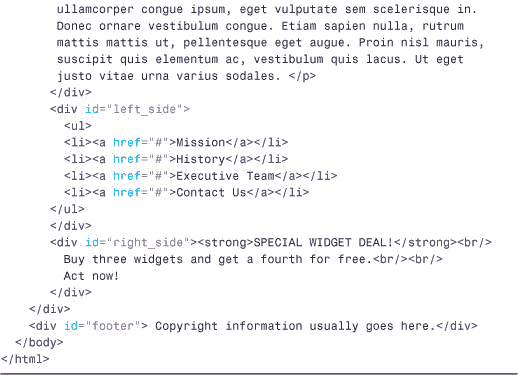 ullamcorper congue ipsum, eget vulputate sem scelerisque in.
Donec ornare vestibulum congue. Etiam sapien nulla, rutrum
mattis mattis ut, pellentesque eget augue. Proin nisl mauris,
suscipit quis elementum ac, vestibulum quis lacus. Ut eget
justo vitae urna varius sodales. </p>
</div>
<div id="left_side">
<ul>
<li><a href="#">Mission</a></li>
<li><a href="#">History</a></li>
<li><a href="#">Executive Team</a></li>
<li><a href="#">Contact Us</a></li>
</ul>
</div>
<div id="right_side"><strong>SPECIAL WIDGET DEAL!</strong><br/>
Buy three widgets and get a fourth for free.<br/><br/>
Act now!
</div>
</div>
<div id="footer"> Copyright information usually goes here.</div>
</body>
</html>